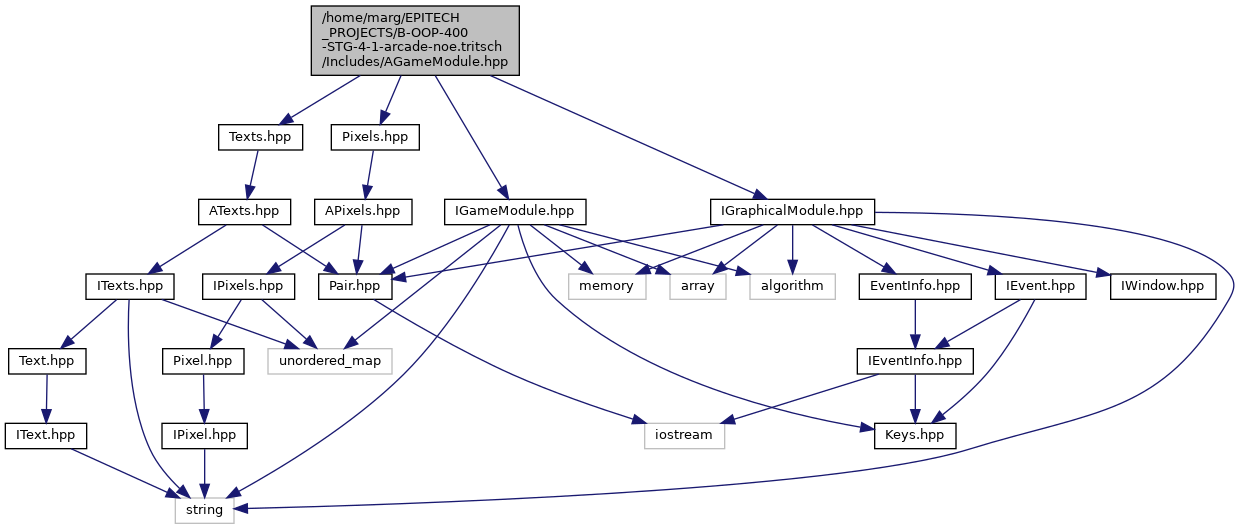 /home/marg/EPITECH
_PROJECTS/B-OOP-400
-STG-4-1-arcade-noe.tritsch
/Includes/AGameModule.hpp
Texts.hpp
Pixels.hpp
ATexts.hpp
APixels.hpp
IGameModule.hpp
IGraphicalModule.hpp
ITexts.hpp
IPixels.hpp
Pair.hpp
memory
array
algorithm
EventInfo.hpp
IEvent.hpp
IWindow.hpp
Text.hpp
Pixel.hpp
unordered_map
IEventInfo.hpp
IText.hpp
IPixel.hpp
iostream
Keys.hpp
string